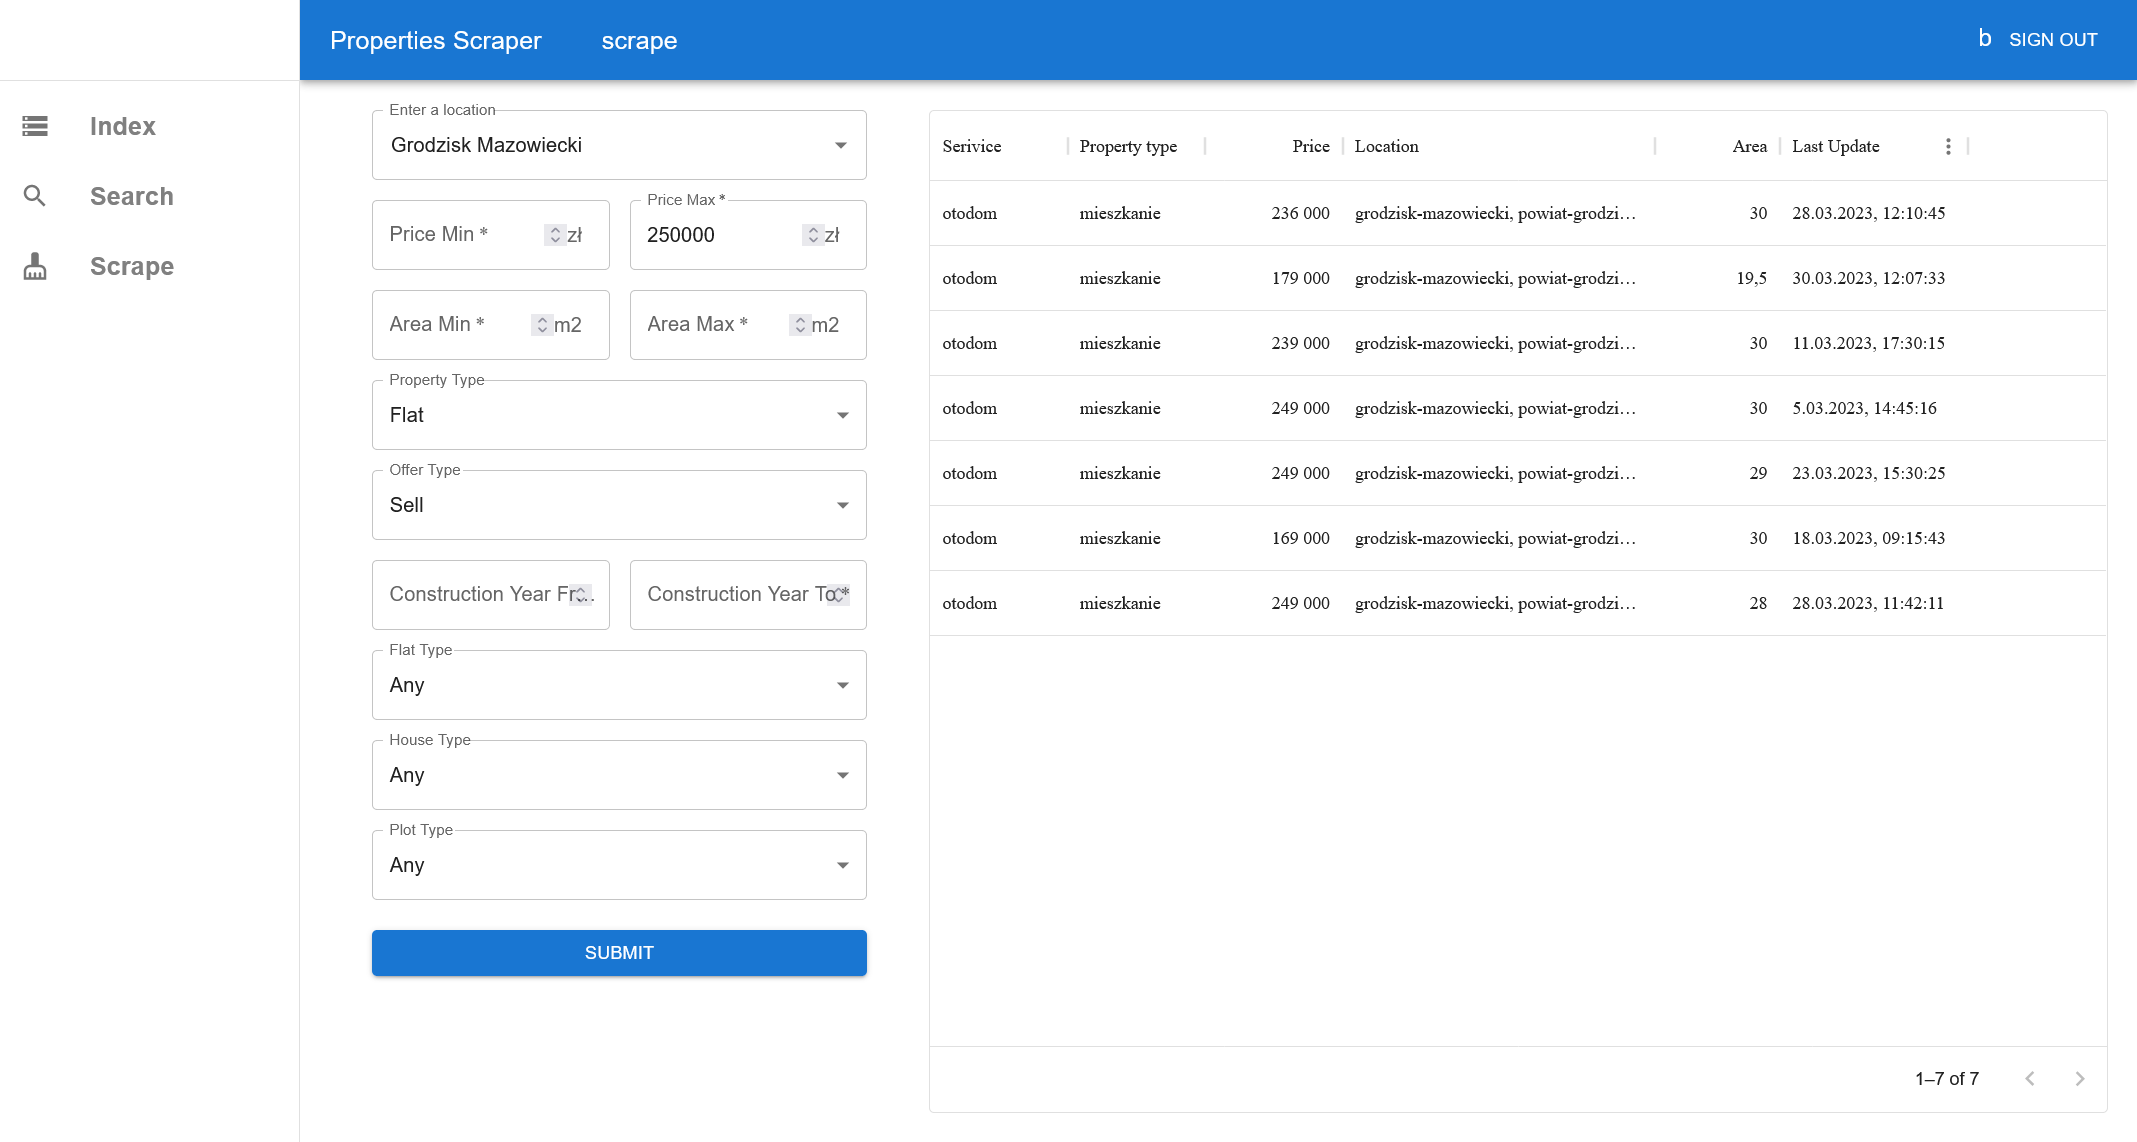 Properties Scraper scrape b SIGN OUT
Index
Search
Scrape
Enter a location
Grodzisk Mazowiecki
Price Min * zł
Price Max *
250000 zł
Area Min * m2
Area Max * m2
Property Type
Flat
Offer Type
Sell
Construction Year Fr...
Construction Year To *
Flat Type
Any
House Type
Any
Plot Type
Any
SUBMIT
Serivice Property type Price Location Area Last Update
otodom mieszkanie 236 000 grodzisk-mazowiecki, powiat-grodzi... 30 28.03.2023, 12:10:45
otodom mieszkanie 179 000 grodzisk-mazowiecki, powiat-grodzi... 19,5 30.03.2023, 12:07:33
otodom mieszkanie 239 000 grodzisk-mazowiecki, powiat-grodzi... 30 11.03.2023, 17:30:15
otodom mieszkanie 249 000 grodzisk-mazowiecki, powiat-grodzi... 30 5.03.2023, 14:45:16
otodom mieszkanie 249 000 grodzisk-mazowiecki, powiat-grodzi... 29 23.03.2023, 15:30:25
otodom mieszkanie 169 000 grodzisk-mazowiecki, powiat-grodzi... 30 18.03.2023, 09:15:43
otodom mieszkanie 249 000 grodzisk-mazowiecki, powiat-grodzi... 28 28.03.2023, 11:42:11
1–7 of 7